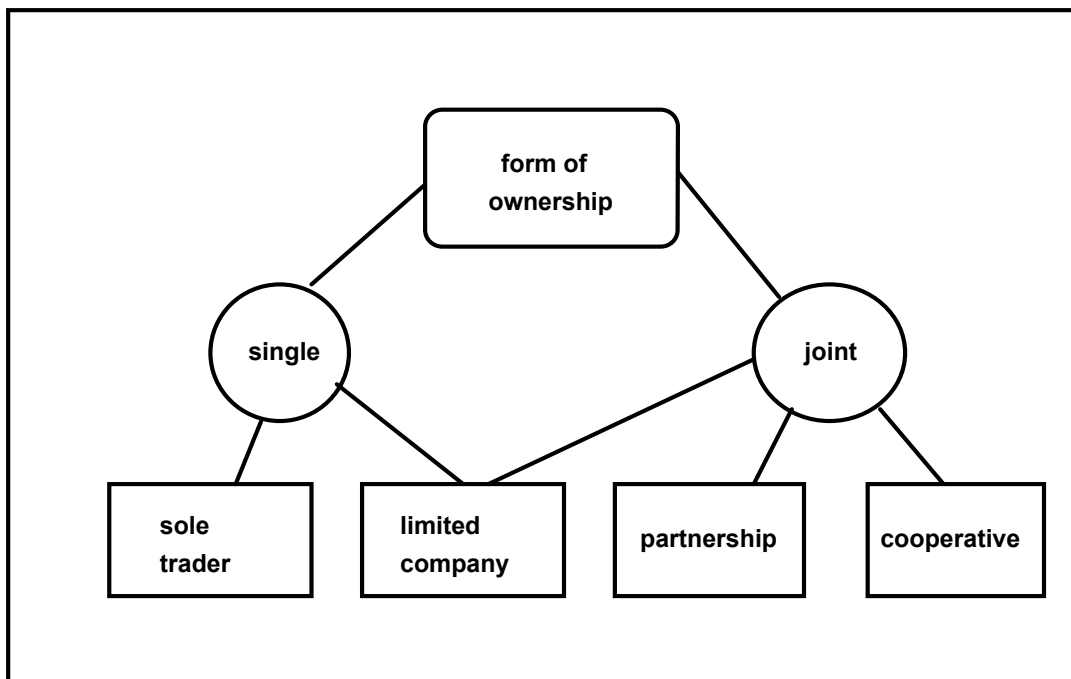 form of
ownership
single
joint
sole
trader
limited
company
partnership
cooperative